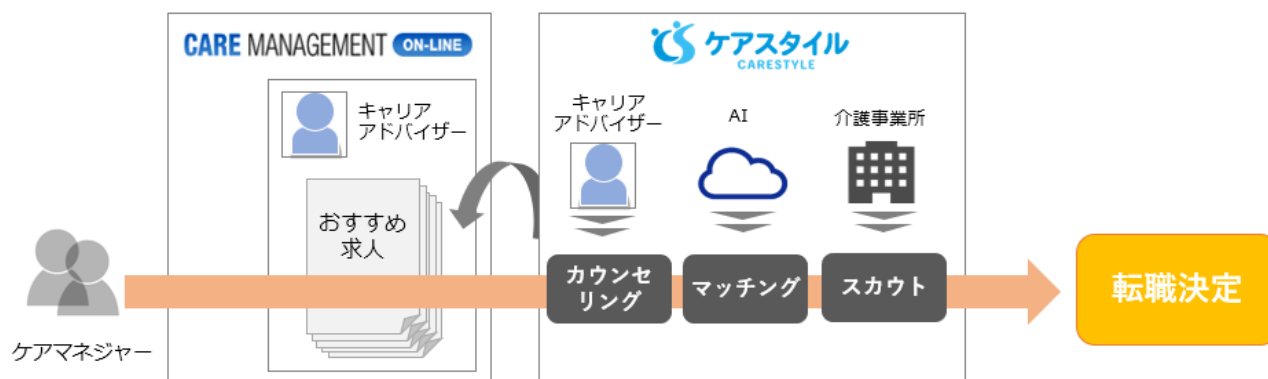 CARE MANAGEMENT ON-LINE
キャリア
アドバイザー
おすすめ
求人
ケアマネジャー
ケアスタイル
CARESTYLE
キャリア
アドバイザー
AI
介護事業所
カウンセ
リング
マッチング
スカウト
転職決定